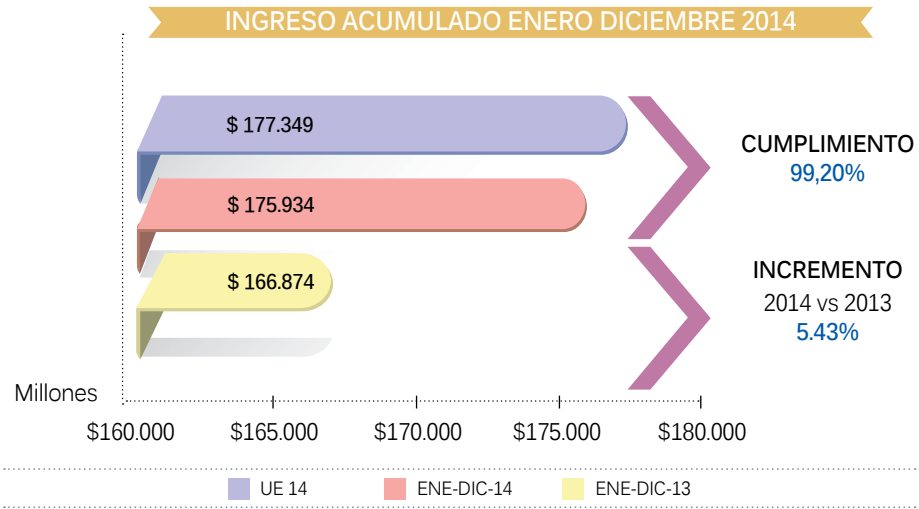 INGRESO ACUMULADO ENERO DICIEMBRE 2014
$ 177.349
$ 175.934
$ 166.874
CUMPLIMIENTO
99,20%
INCREMENTO
2014 vs 2013
5.43%
Millones
$160.000 $165.000 $170.000 $175.000 $180.000
UE 14 ENE-DIC-14 ENE-DIC-13